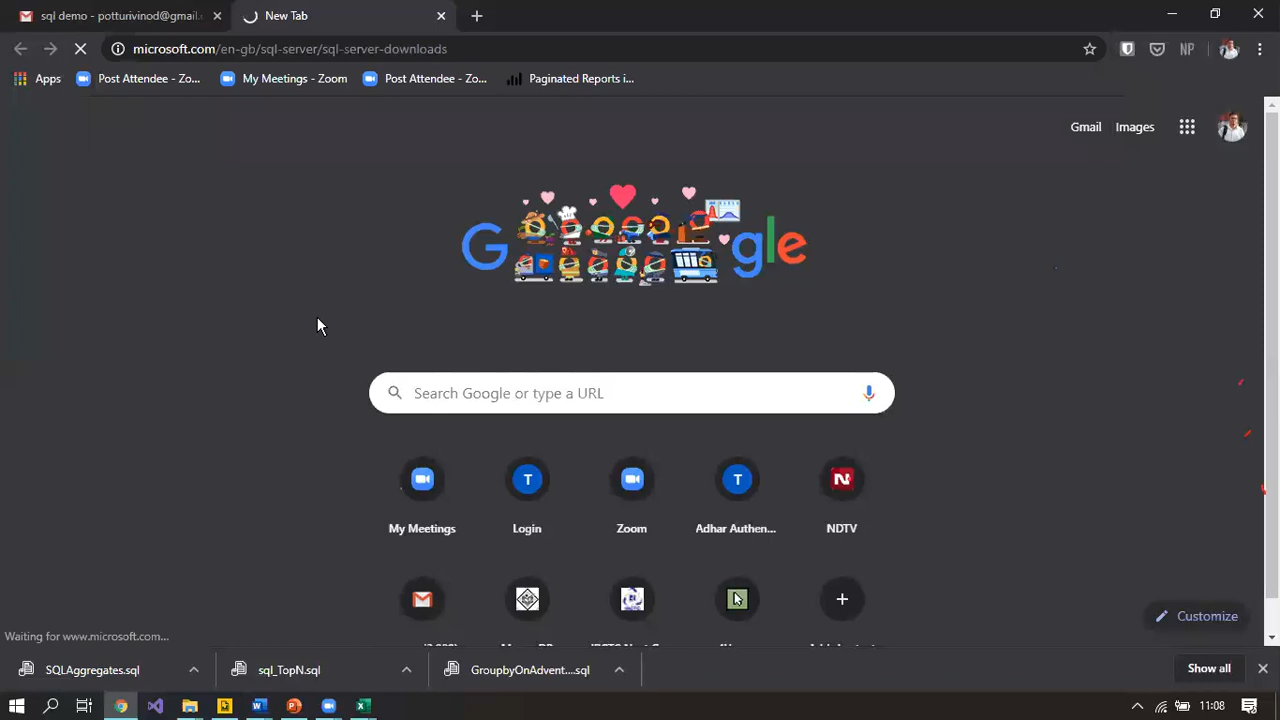 sql demo - potturivinod@gmail.
New Tab
microsoft.com/en-gb/sql-server/sql-server-downloads
NP
Apps
Post Attendee - Zo...
My Meetings - Zoom
Post Attendee - Zo...
Paginated Reports i...
Gmail
Images
G gle
Search Google or type a URL
T
T
N
My Meetings
Login
Zoom
Adhar Authen...
NDTV
Customize
Waiting for www.microsoft.com...
SQLAggregates.sql
sql_TopN.sql
GroupbyOnAdvent....sql
Show all
11:08